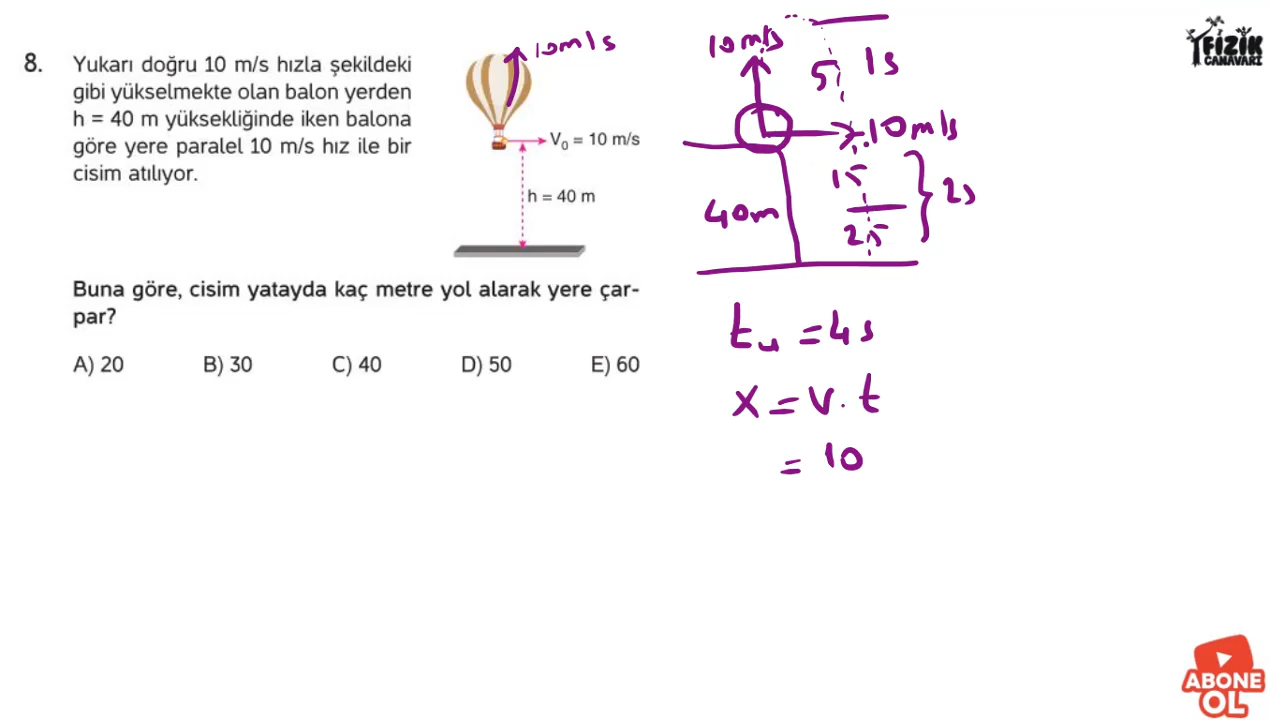 8. Yukarı doğru 10 m/s hızla şekildeki
gibi yükselmekte olan balon yerden
h = 40 m yüksekliğinde iken balona
göre yere paralel 10 m/s hız ile bir
cisim atılıyor.
10m/s
V₀ = 10 m/s
h = 40 m
Buna göre, cisim yatayda kaç metre yol alarak yere çar-
par?
A) 20 B) 30 C) 40 D) 50 E) 60
10m/s
5 1s
10m/s
15
40m 2s
25
tᵤ = 4s
x = v.t
= 10
FİZİK
CANAVARI
ABONE
OL